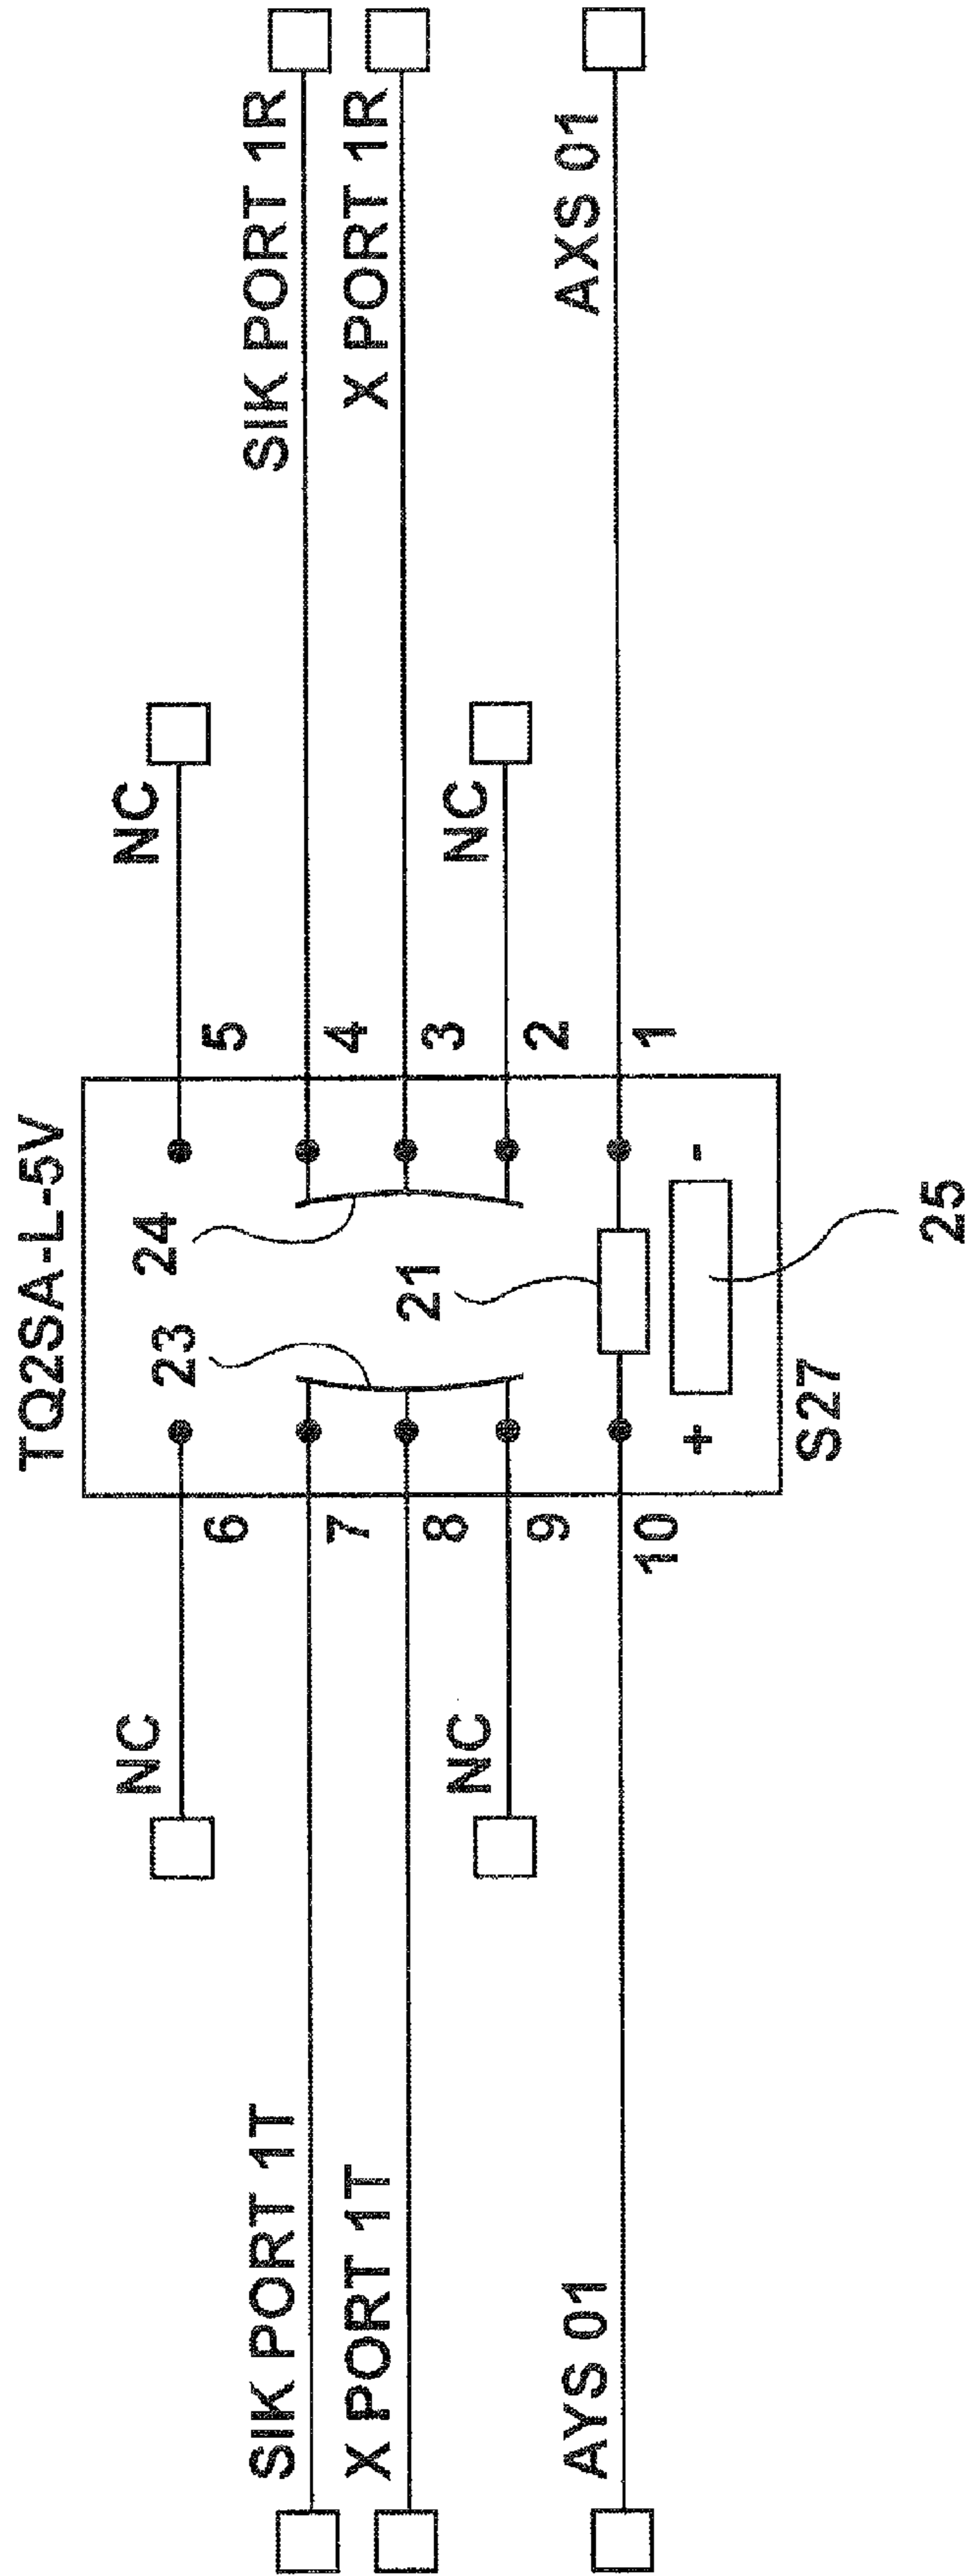 TQ2SA-L-5V
NC
NC
23
24
6
5
SIK PORT 1T
SIK PORT 1R
7
4
X PORT 1T
X PORT 1R
21
8
3
NC
NC
9
2
AYS 01
AXS 01
10
1
+
-
S27
25